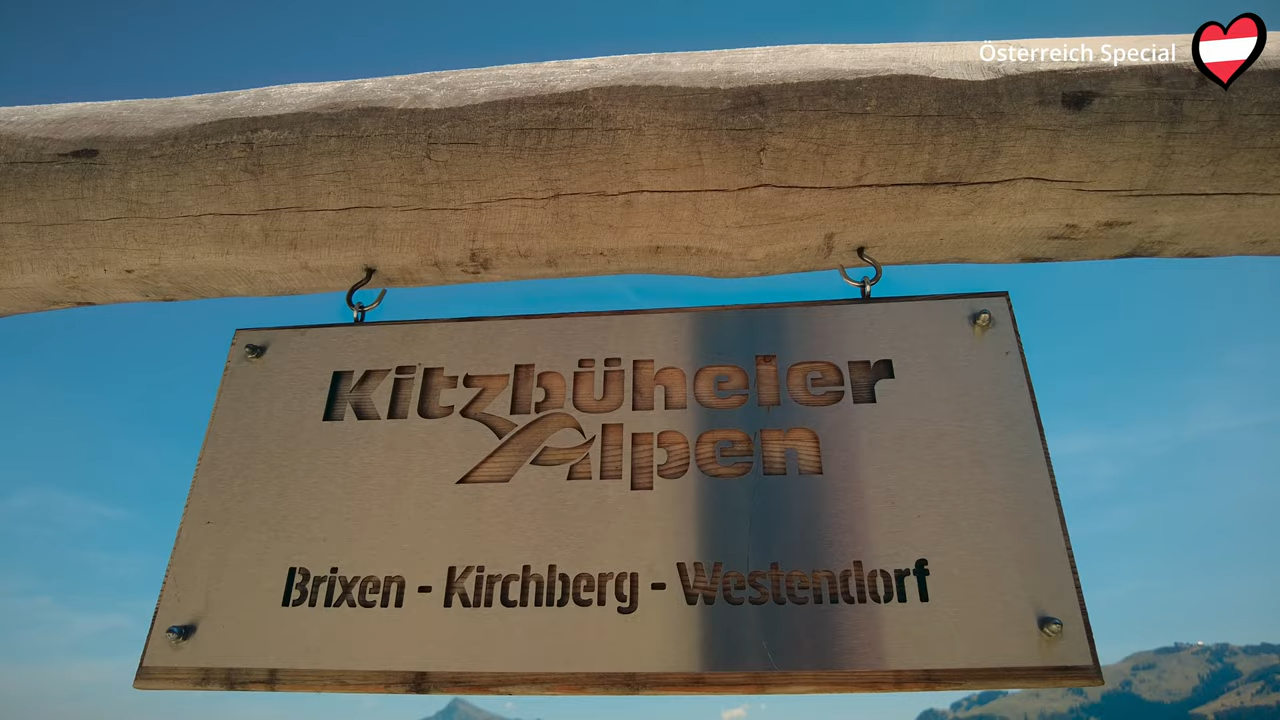 Österreich Special
Kitzbüheler
Alpen
Brixen - Kirchberg - Westendorf